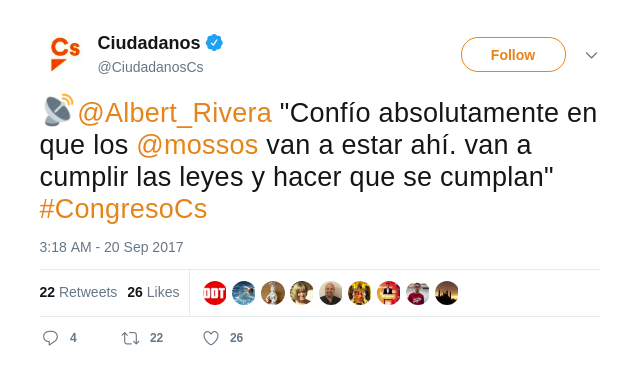 Cs
Ciudadanos
@CiudadanosCs
Follow
@Albert_Rivera "Confío absolutamente en
que los @mossos van a estar ahí. van a
cumplir las leyes y hacer que se cumplan"
#CongresoCs
3:18 AM - 20 Sep 2017
22 Retweets 26 Likes
4 22 26